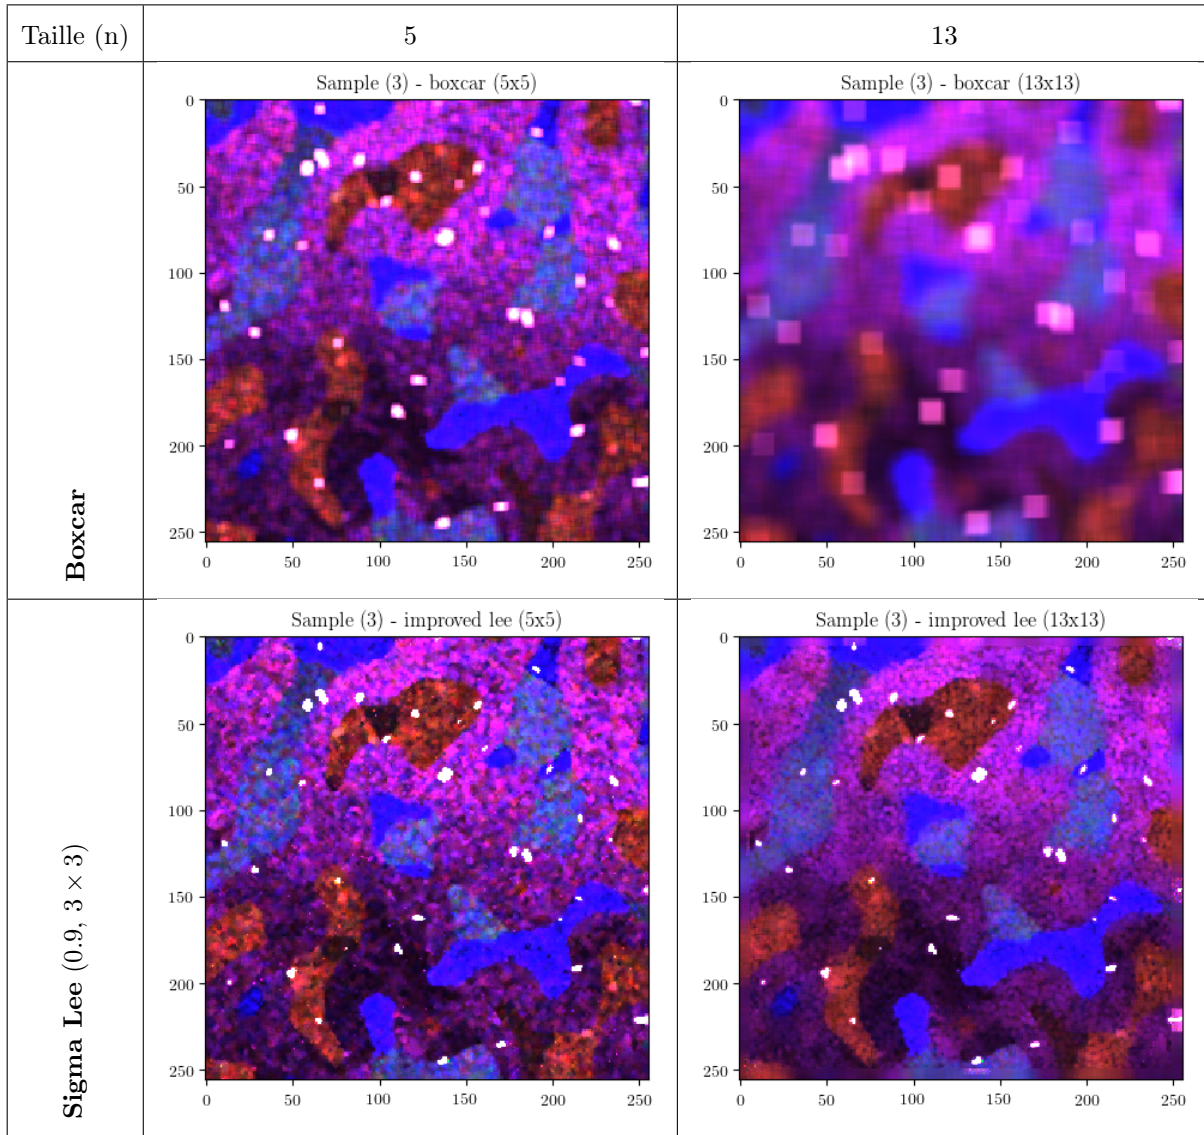 Taille (n) 5 13
Sample (3) - boxcar (5x5) Sample (3) - boxcar (13x13)
0 0
50 50
100 100
150 150
200 200
250 250
0 50 100 150 200 250 0 50 100 150 200 250
Boxcar
Sample (3) - improved lee (5x5) Sample (3) - improved lee (13x13)
0 0
50 50
100 100
150 150
200 200
250 250
0 50 100 150 200 250 0 50 100 150 200 250
Sigma Lee (0.9, 3 × 3)